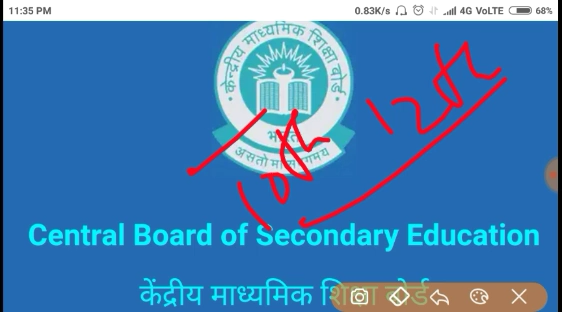 11:35 PM 0.83K/s 4G VoLTE 68%
केन्द्रीय माध्यमिक शिक्षा बोर्ड
भारत
असतो मा सद्गमय
10th 12th
Central Board of Secondary Education
केंद्रीय माध्यमिक शिक्षा बोर्ड